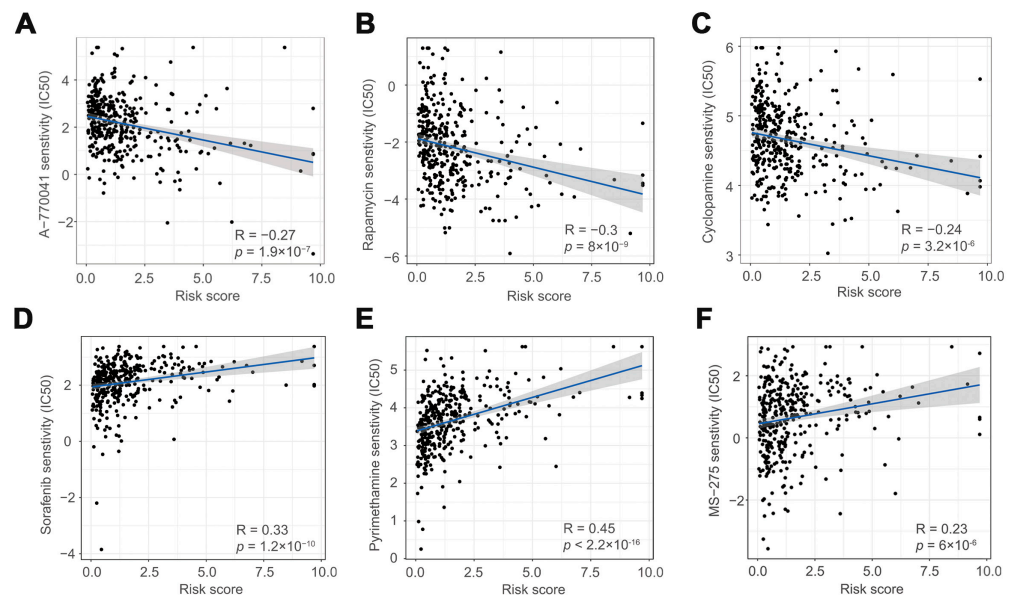 A
B
C
A−770041 senstivity (IC50)
4
2
0
−2
R = −0.27
p = 1.9×10⁻⁷
0.0
2.5
5.0
7.5
10.0
Risk score
Rapamycin senstivity (IC50)
0
−2
−4
−6
R = −0.3
p = 8×10⁻⁹
0.0
2.5
5.0
7.5
10.0
Risk score
Cyclopamine senstivity (IC50)
6
5
4
3
R = −0.24
p = 3.2×10⁻⁶
0.0
2.5
5.0
7.5
10.0
Risk score
D
E
F
Sorafenib senstivity (IC50)
2
0
−2
−4
R = 0.33
p = 1.2×10⁻¹⁰
0.0
2.5
5.0
7.5
10.0
Risk score
Pyrimethamine senstivity (IC50)
5
4
3
2
1
0
R = 0.45
p < 2.2×10⁻¹⁶
0.0
2.5
5.0
7.5
10.0
Risk score
MS−275 senstivity (IC50)
2
0
−2
R = 0.23
p = 6×10⁻⁶
0.0
2.5
5.0
7.5
10.0
Risk score